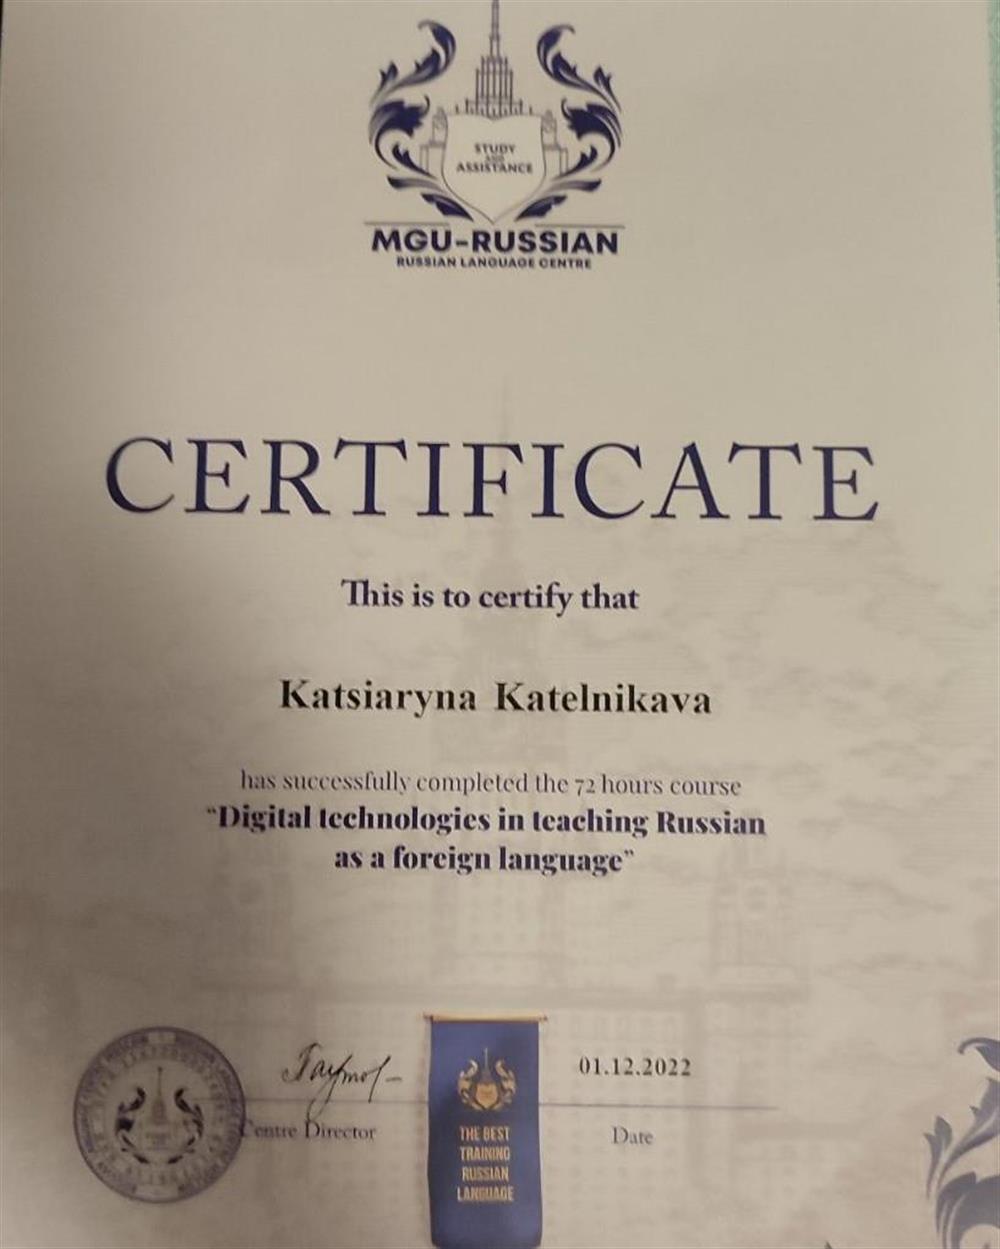 STUDY
AND
ASSISTANCE
MGU-RUSSIAN
RUSSIAN LANGUAGE CENTRE
CERTIFICATE
This is to certify that
Katsiaryna Katelnikava
has successfully completed the 72 hours course
“Digital technologies in teaching Russian
as a foreign language”
01.12.2022
Centre Director
Date
THE BEST
TRAINING
RUSSIAN
LANGUAGE